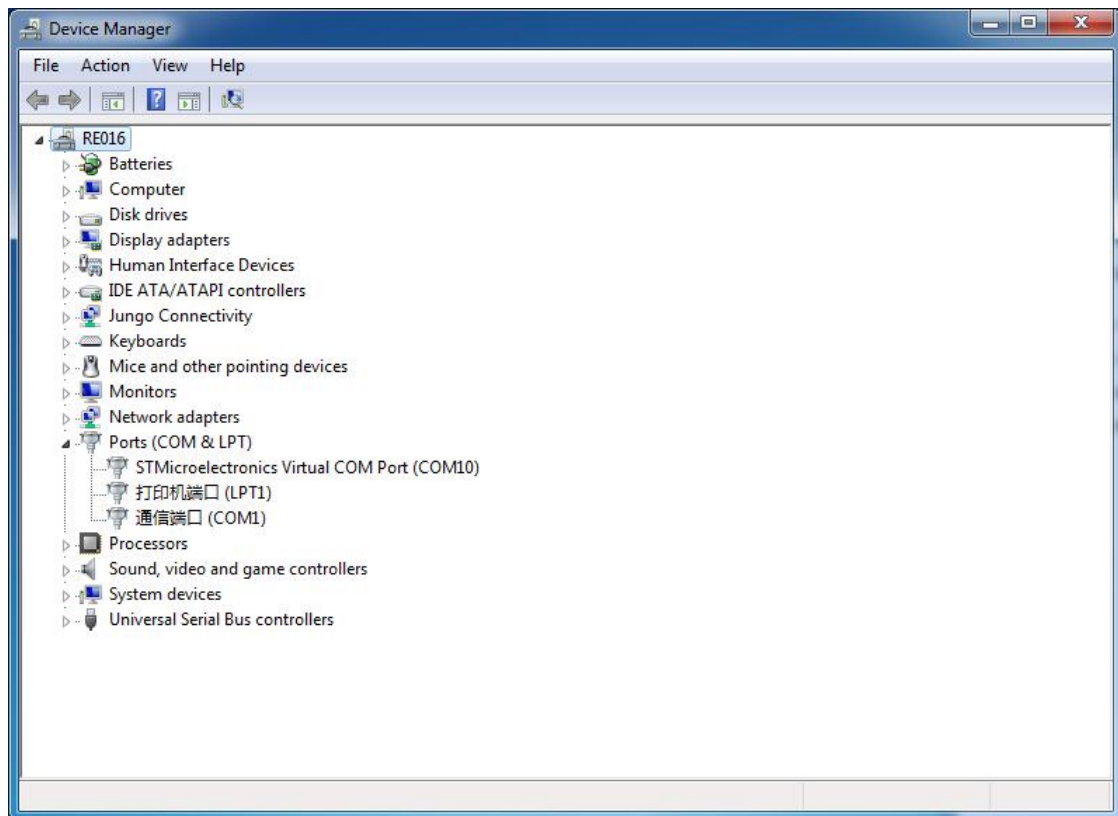 Device Manager
File Action View Help
RE016
Batteries
Computer
Disk drives
Display adapters
Human Interface Devices
IDE ATA/ATAPI controllers
Jungo Connectivity
Keyboards
Mice and other pointing devices
Monitors
Network adapters
Ports (COM & LPT)
STMicroelectronics Virtual COM Port (COM10)
打印机端口 (LPT1)
通信端口 (COM1)
Processors
Sound, video and game controllers
System devices
Universal Serial Bus controllers